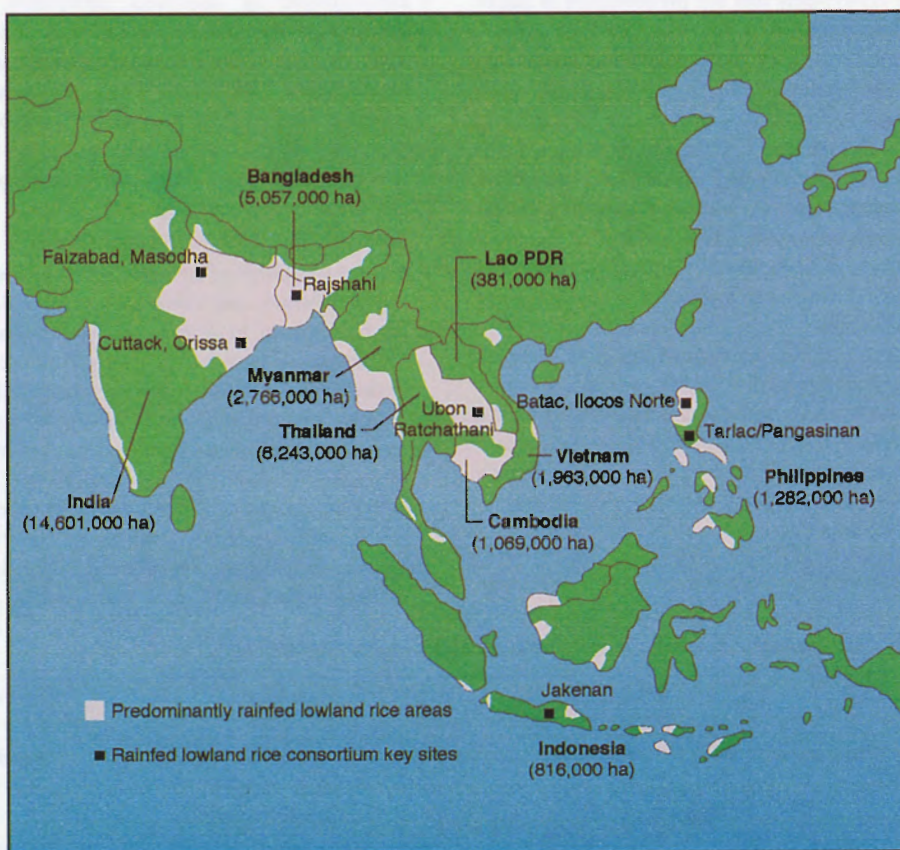 Bangladesh
(5,057,000 ha)
Faizabad, Masodha
Rajshahi
Lao PDR
(381,000 ha)
Cuttack, Orissa
Myanmar
(2,766,000 ha)
Ubon
Ratchathani
Batac, Ilocos Norte
Tarlac/Pangasinan
Thailand
(8,243,000 ha)
Vietnam
(1,963,000 ha)
Philippines
(1,282,000 ha)
India
(14,601,000 ha)
Cambodia
(1,069,000 ha)
Jakenan
Predominantly rainfed lowland rice areas
Rainfed lowland rice consortium key sites
Indonesia
(816,000 ha)